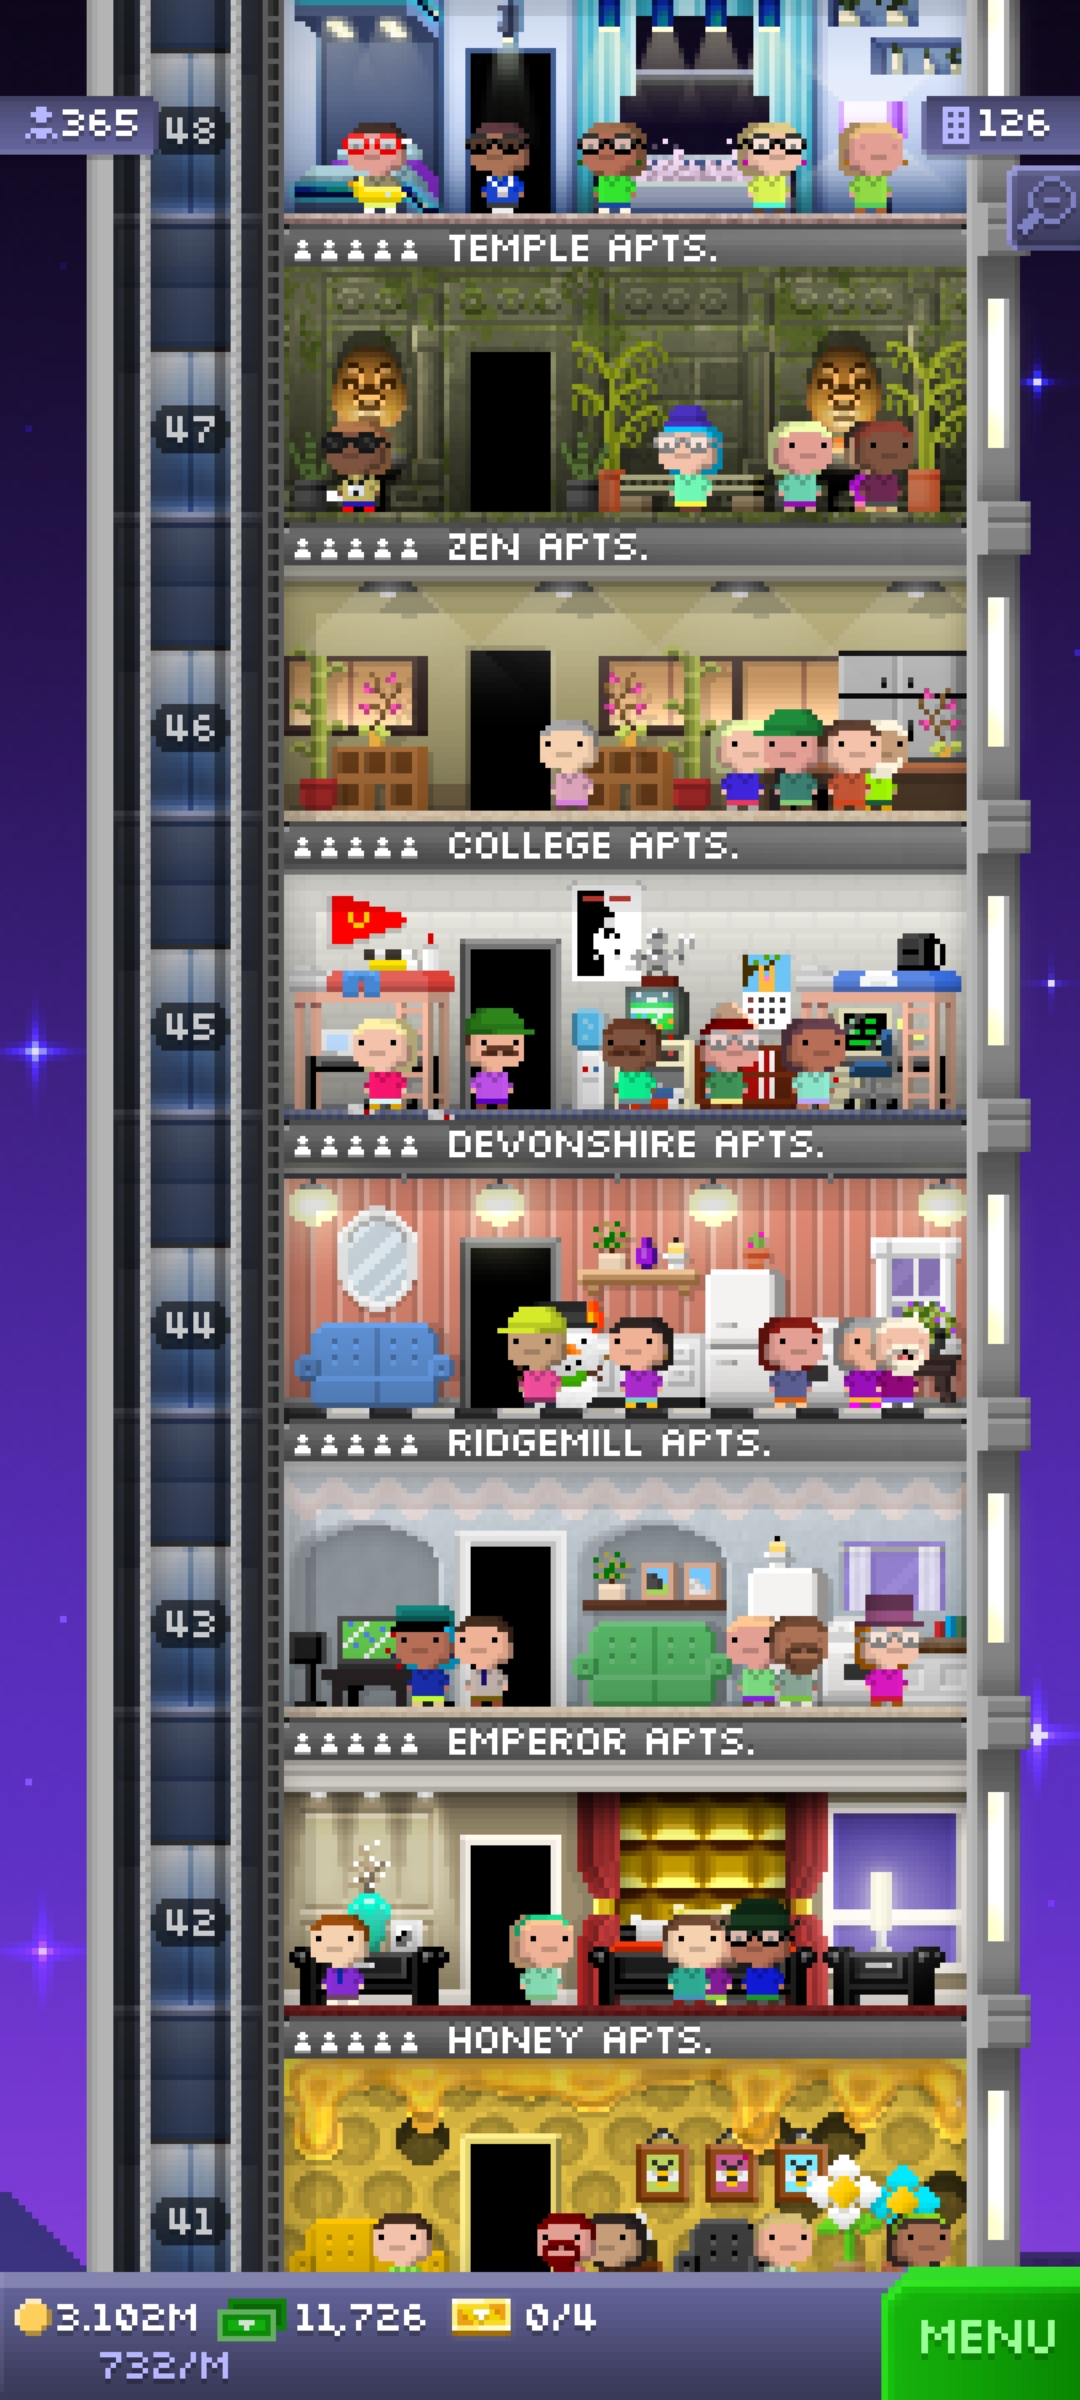 365
48
126
TEMPLE APTS.
47
ZEN APTS.
46
COLLEGE APTS.
45
DEVONSHIRE APTS.
44
RIDGEMILL APTS.
43
EMPEROR APTS.
42
HONEY APTS.
41
3.102M 11,726 0/4
732/M
MENU